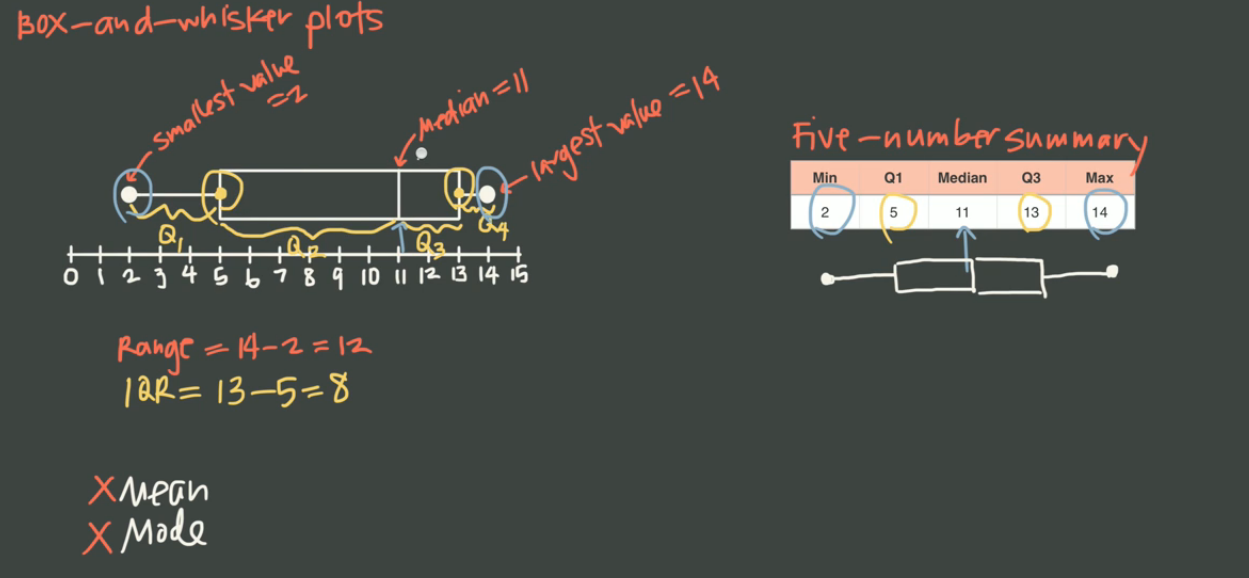 Box-and-whisker plots
smallest value
=2
Median=11
largest value=14
Q1
Q2
Q3
Q4
0 1 2 3 4 5 6 7 8 9 10 11 12 13 14 15
Range = 14-2=12
IQR= 13-5=8
X Mean
X Mode
Five-number summary
Min Q1 Median Q3 Max
2 5 11 13 14